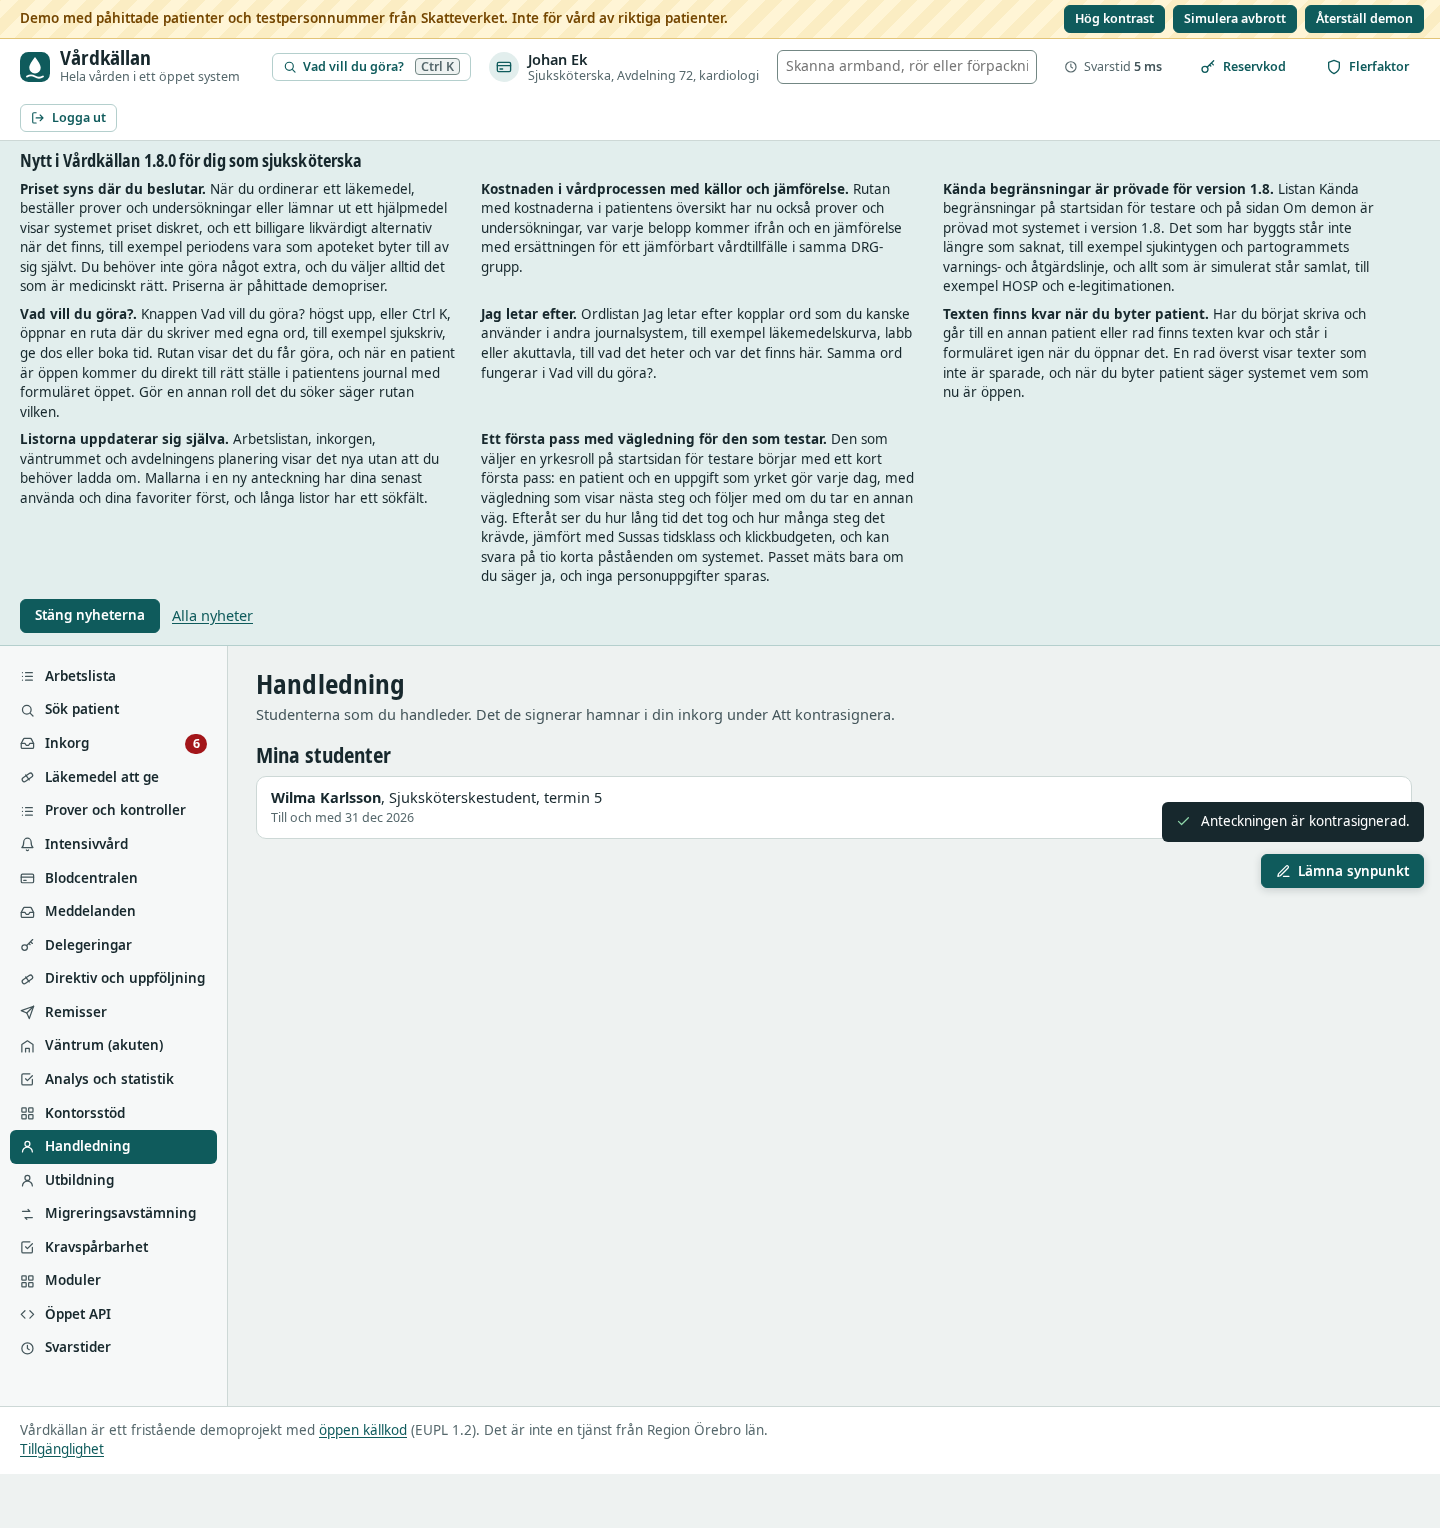 Demo med påhittade patienter och testpersonnummer från Skatteverket. Inte för vård av riktiga patienter.
Hög kontrast
Simulera avbrott
Återställ demon
Vårdkällan
Hela vården i ett öppet system
Vad vill du göra? Ctrl K
Johan Ek
Sjuksköterska, Avdelning 72, kardiologi
Skanna armband, rör eller förpackni
Svarstid 5 ms
Reservkod
Flerfaktor
Logga ut
Nytt i Vårdkällan 1.8.0 för dig som sjuksköterska
Priset syns där du beslutar. När du ordinerar ett läkemedel,
beställer prover och undersökningar eller lämnar ut ett hjälpmedel
visar systemet priset diskret, och ett billigare likvärdigt alternativ
när det finns, till exempel periodens vara som apoteket byter till av
sig självt. Du behöver inte göra något extra, och du väljer alltid det
som är medicinskt rätt. Priserna är påhittade demopriser.
Kostnaden i vårdprocessen med källor och jämförelse. Rutan
med kostnaderna i patientens översikt har nu också prover och
undersökningar, var varje belopp kommer ifrån och en jämförelse
med ersättningen för ett jämförbart vårdtillfälle i samma DRG-
grupp.
Kända begränsningar är prövade för version 1.8. Listan Kända
begränsningar på startsidan för testare och på sidan Om demon är
prövad mot systemet i version 1.8. Det som har byggts står inte
längre som saknat, till exempel sjukintygen och partogrammets
varnings- och åtgärdslinje, och allt som är simulerat står samlat, till
exempel HOSP och e-legitimationen.
Vad vill du göra?. Knappen Vad vill du göra? högst upp, eller Ctrl K,
öppnar en ruta där du skriver med egna ord, till exempel sjukskriv,
ge dos eller boka tid. Rutan visar det du får göra, och när en patient
är öppen kommer du direkt till rätt ställe i patientens journal med
formuläret öppet. Gör en annan roll det du söker säger rutan
vilken.
Jag letar efter. Ordlistan Jag letar efter kopplar ord som du kanske
använder i andra journalsystem, till exempel läkemedelskurva, labb
eller akuttavla, till vad det heter och var det finns här. Samma ord
fungerar i Vad vill du göra?.
Texten finns kvar när du byter patient. Har du börjat skriva och
går till en annan patient eller rad finns texten kvar och står i
formuläret igen när du öppnar det. En rad överst visar texter som
inte är sparade, och när du byter patient säger systemet vem som
nu är öppen.
Listorna uppdaterar sig själva. Arbetslistan, inkorgen,
väntrummet och avdelningens planering visar det nya utan att du
behöver ladda om. Mallarna i en ny anteckning har dina senast
använda och dina favoriter först, och långa listor har ett sökfält.
Ett första pass med vägledning för den som testar. Den som
väljer en yrkesroll på startsidan för testare börjar med ett kort
första pass: en patient och en uppgift som yrket gör varje dag, med
vägledning som visar nästa steg och följer med om du tar en annan
väg. Efteråt ser du hur lång tid det tog och hur många steg det
krävde, jämfört med Sussas tidsklass och klickbudgeten, och kan
svara på tio korta påståenden om systemet. Passet mäts bara om
du säger ja, och inga personuppgifter sparas.
Stäng nyheterna
Alla nyheter
Arbetslista
Sök patient
Inkorg 6
Läkemedel att ge
Prover och kontroller
Intensivvård
Blodcentralen
Meddelanden
Delegeringar
Direktiv och uppföljning
Remisser
Väntrum (akuten)
Analys och statistik
Kontorsstöd
Handledning
Utbildning
Migreringsavstämning
Kravspårbarhet
Moduler
Öppet API
Svarstider
Handledning
Studenterna som du handleder. Det de signerar hamnar i din inkorg under Att kontrasignera.
Mina studenter
Wilma Karlsson, Sjuksköterskestudent, termin 5
Till och med 31 dec 2026
Anteckningen är kontrasignerad.
Lämna synpunkt
Vårdkällan är ett fristående demoprojekt med öppen källkod (EUPL 1.2). Det är inte en tjänst från Region Örebro län.
Tillgänglighet